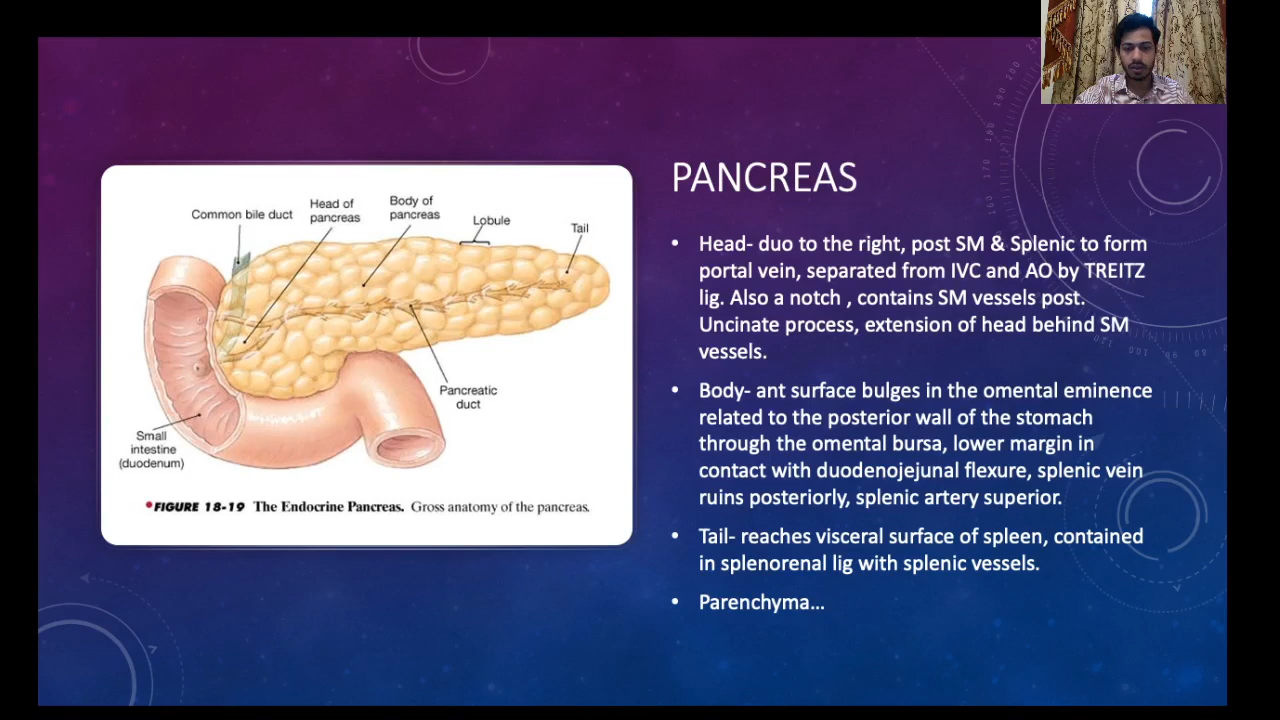 PANCREAS
Common bile duct
Head of
pancreas
Body of
pancreas
Lobule
Tail
Pancreatic
duct
Small
intestine
(duodenum)
•FIGURE 18-19 The Endocrine Pancreas. Gross anatomy of the pancreas.
• Head- duo to the right, post SM & Splenic to form
portal vein, separated from IVC and AO by TREITZ
lig. Also a notch , contains SM vessels post.
Uncinate process, extension of head behind SM
vessels.
• Body- ant surface bulges in the omental eminence
related to the posterior wall of the stomach
through the omental bursa, lower margin in
contact with duodenojejunal flexure, splenic vein
ruins posteriorly, splenic artery superior.
• Tail- reaches visceral surface of spleen, contained
in splenorenal lig with splenic vessels.
• Parenchyma...
200
190
180
170
160